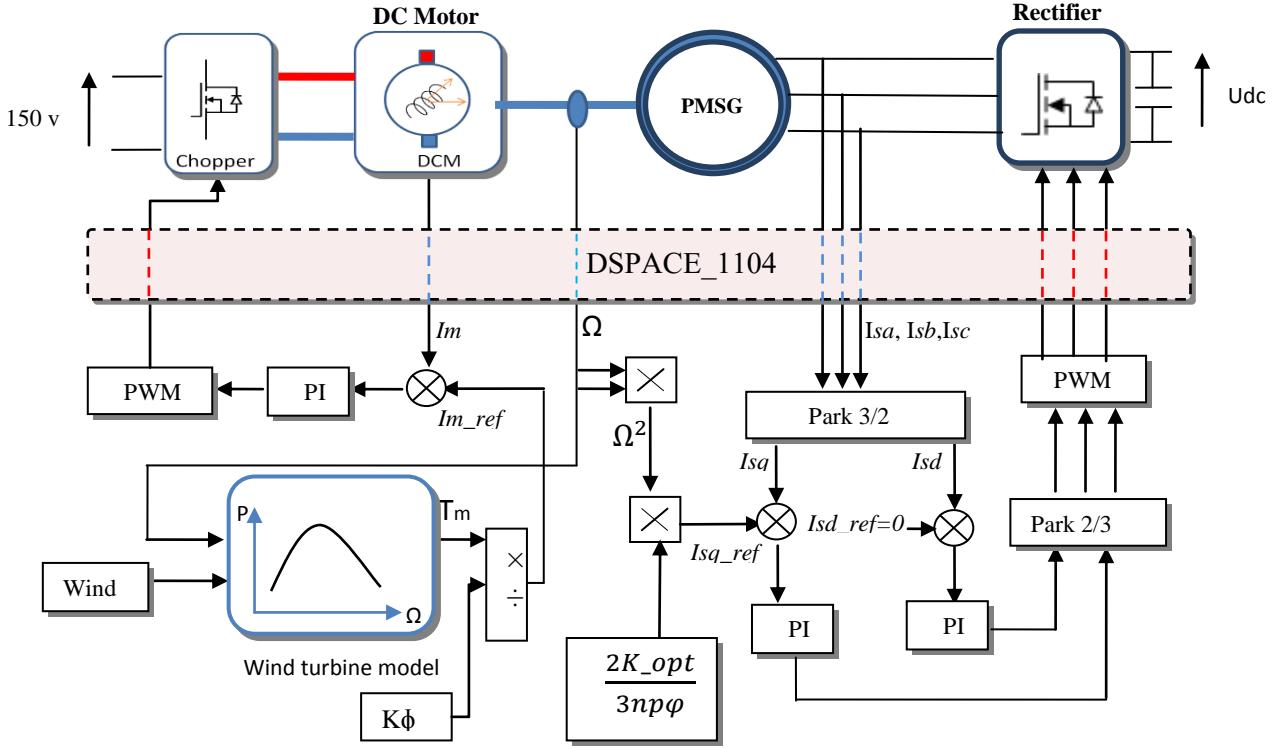 DC Motor
Rectifier
150 v
Chopper
DCM
PMSG
Udc
DSPACE_1104
Im
Ω
Isa, Isb,Isc
PWM
PI
Im_ref
×
Ω²
Park 3/2
PWM
Isq
Isd
P
Ω
Tm
×
÷
×
Isq_ref
Isd_ref=0
Park 2/3
Wind
Wind turbine model
Kϕ
2K_opt
3npφ
PI
PI